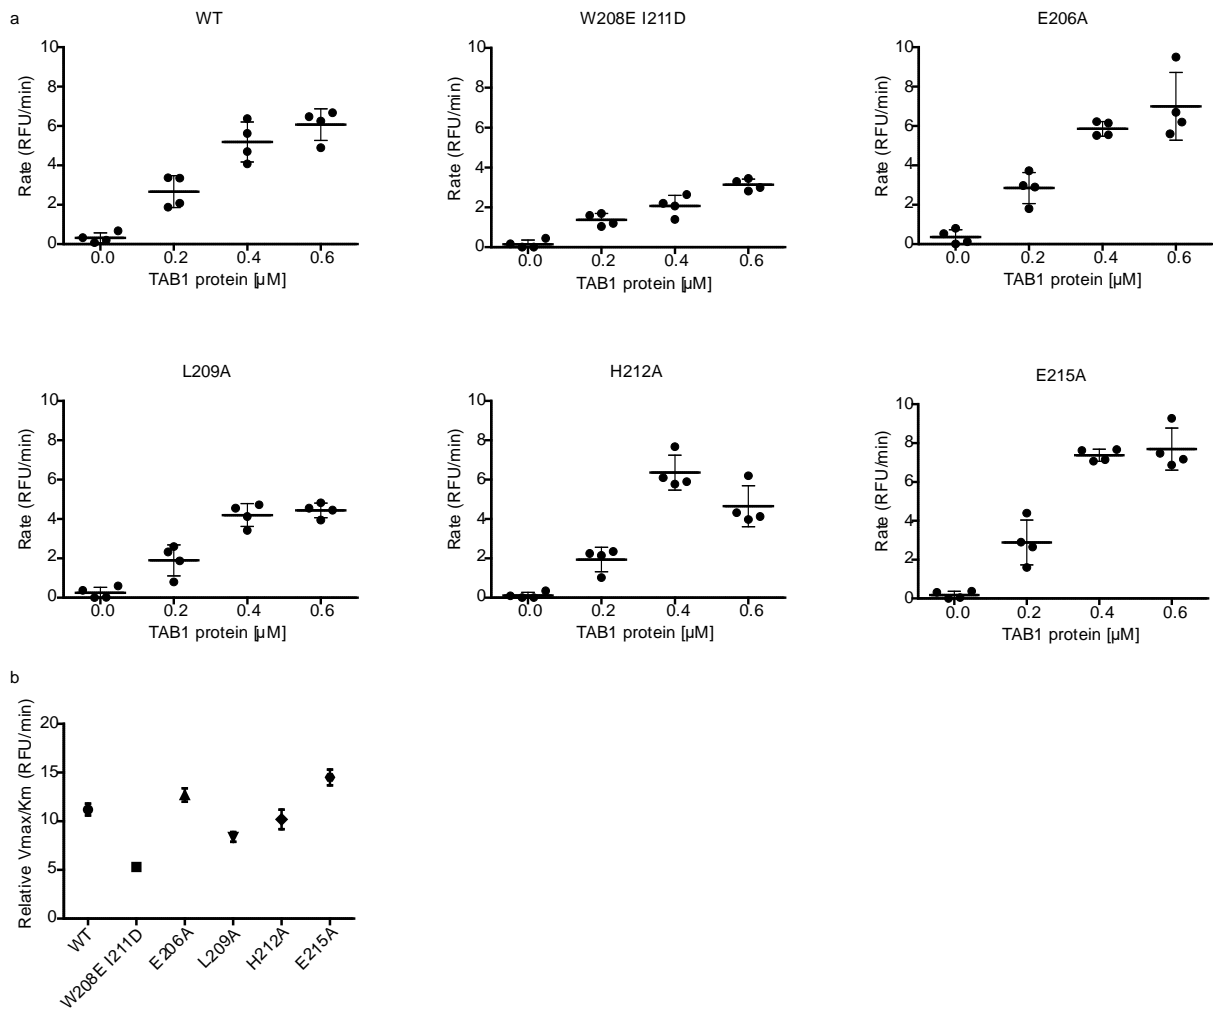 a
WT
W208E I211D
E206A
Rate (RFU/min)
10
8
6
4
2
0
0.0 0.2 0.4 0.6
TAB1 protein [µM]
Rate (RFU/min)
10
8
6
4
2
0
0.0 0.2 0.4 0.6
TAB1 protein [µM]
Rate (RFU/min)
10
8
6
4
2
0
0.0 0.2 0.4 0.6
TAB1 protein [µM]
L209A
H212A
E215A
Rate (RFU/min)
10
8
6
4
2
0
0.0 0.2 0.4 0.6
TAB1 protein [µM]
Rate (RFU/min)
10
8
6
4
2
0
0.0 0.2 0.4 0.6
TAB1 protein [µM]
Rate (RFU/min)
10
8
6
4
2
0
0.0 0.2 0.4 0.6
TAB1 protein [µM]
b
Relative Vmax/Km (RFU/min)
20
15
10
5
0
WT
W208E I211D
E206A
L209A
H212A
E215A